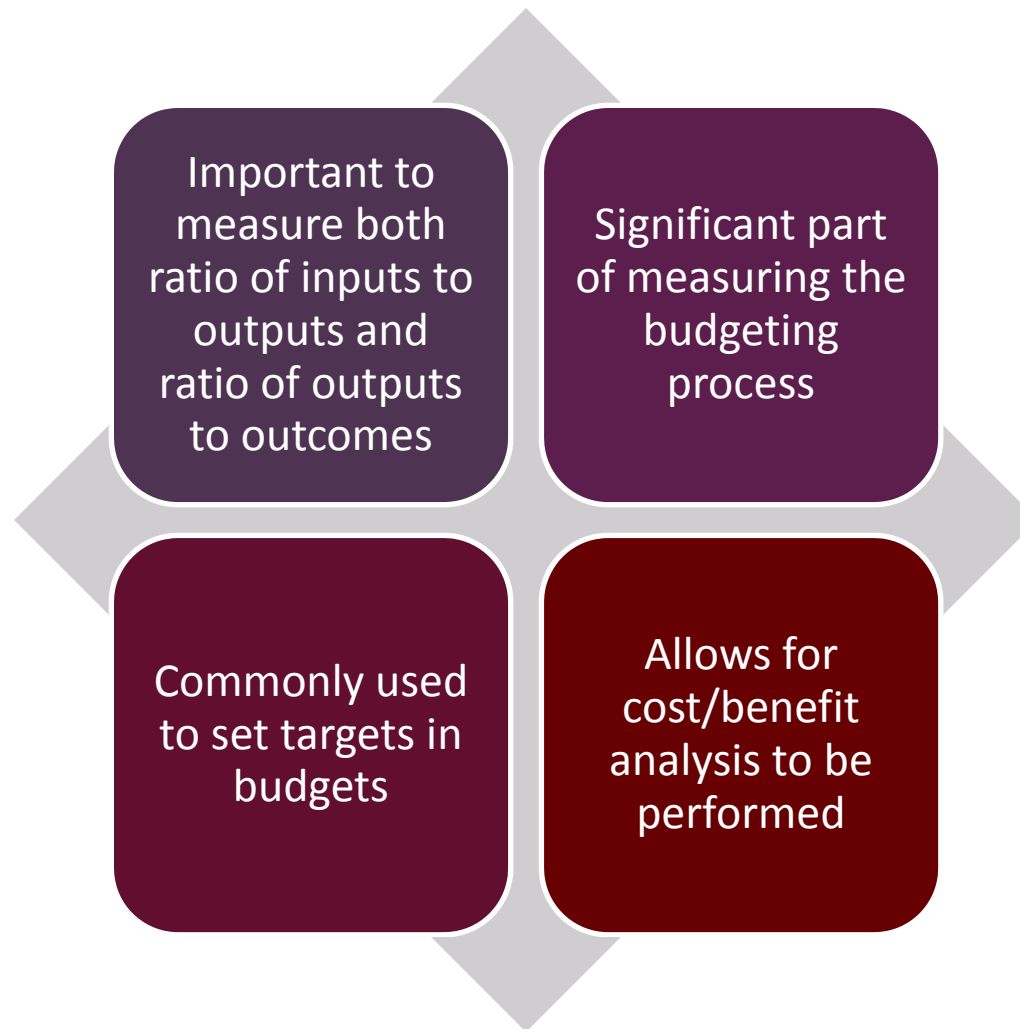 Important to
measure both
ratio of inputs to
outputs and
ratio of outputs
to outcomes
Significant part
of measuring the
budgeting
process
Commonly used
to set targets in
budgets
Allows for
cost/benefit
analysis to be
performed